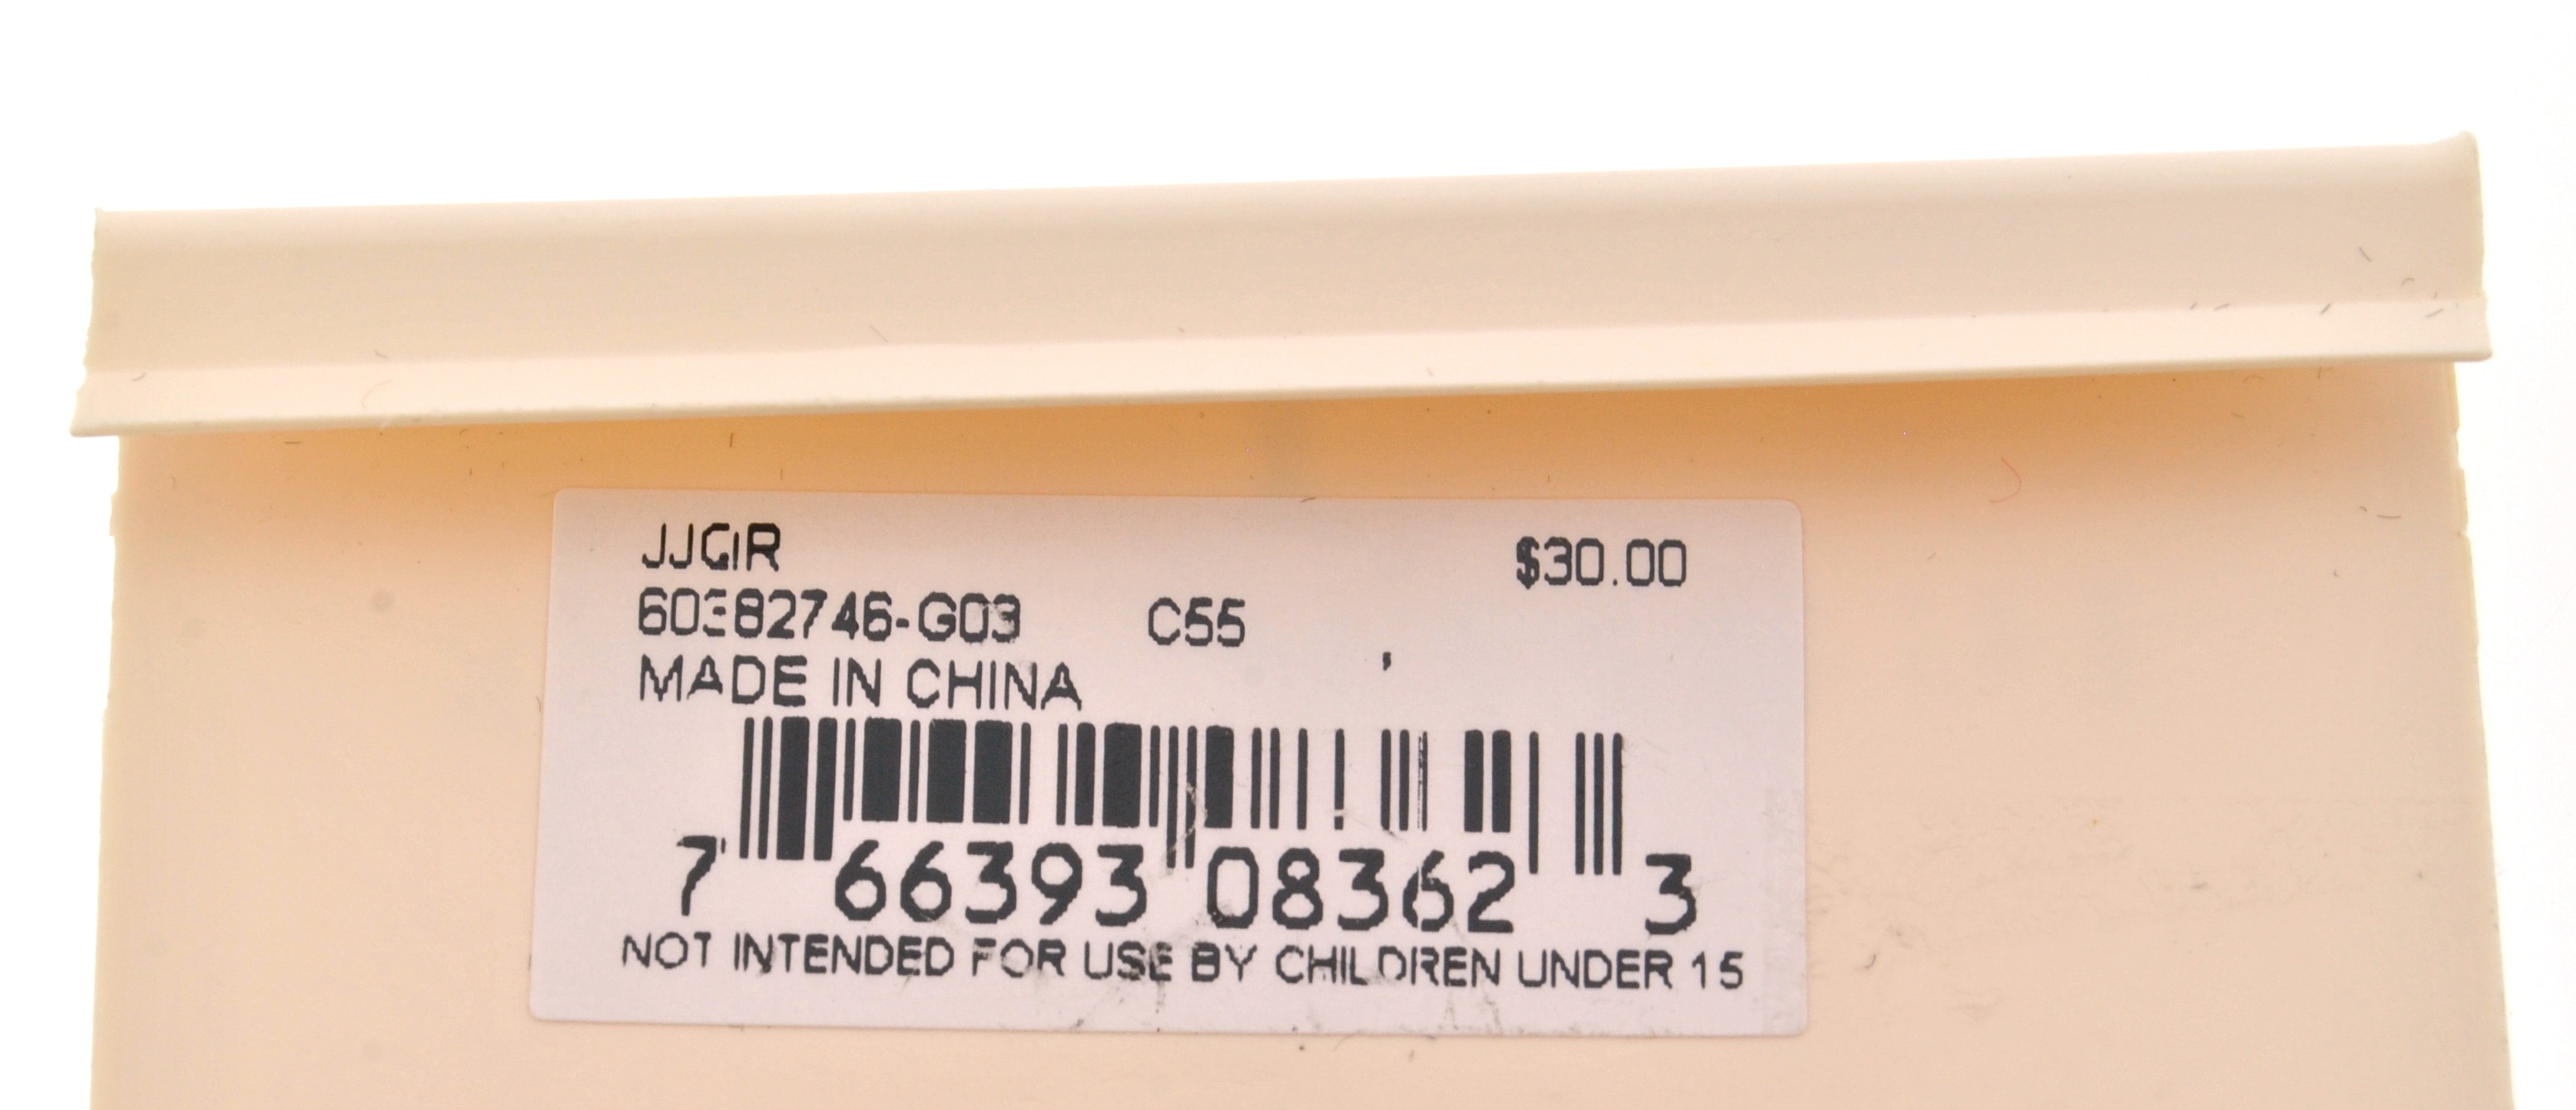 JJGIR $30.00
60382746-G03 C55
MADE IN CHINA
7 66393 08362 3
NOT INTENDED FOR USE BY CHILDREN UNDER 15